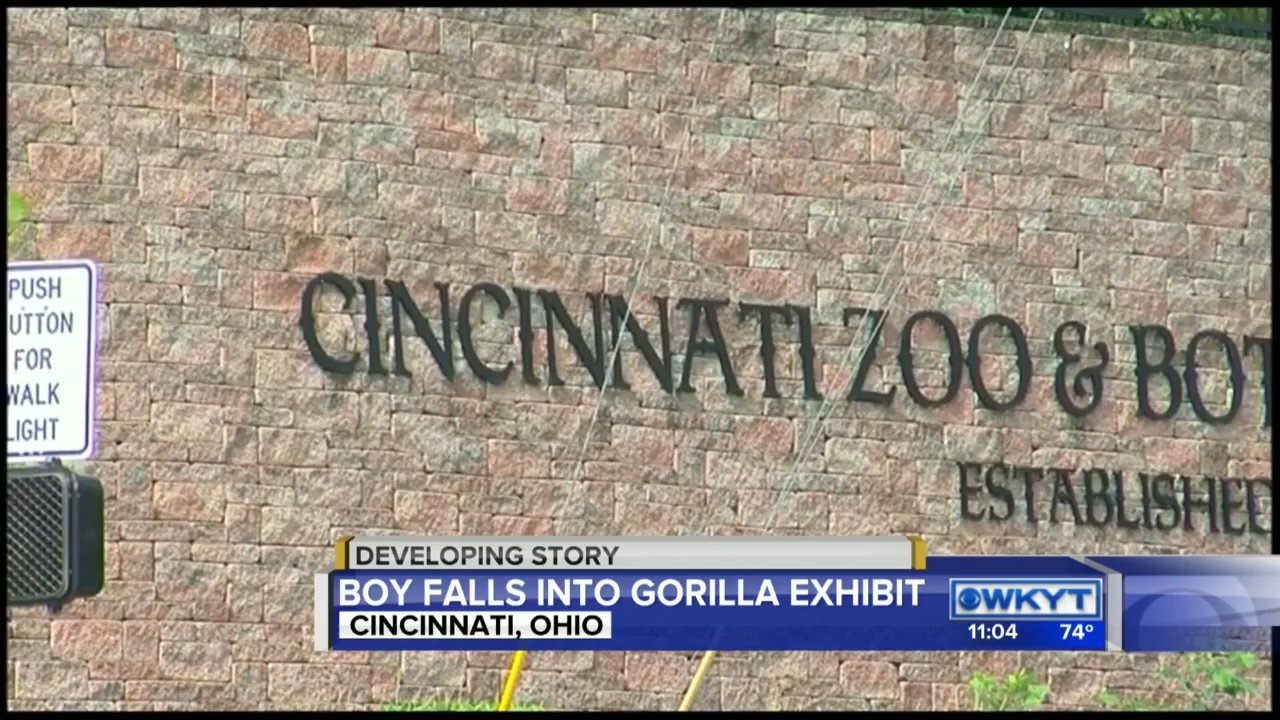 CINCINNATI ZOO & BOT
ESTABLISHED
PUSH
UTTON
FOR
WALK
LIGHT
DEVELOPING STORY
BOY FALLS INTO GORILLA EXHIBIT
CINCINNATI, OHIO
WKYT
11:04 74°